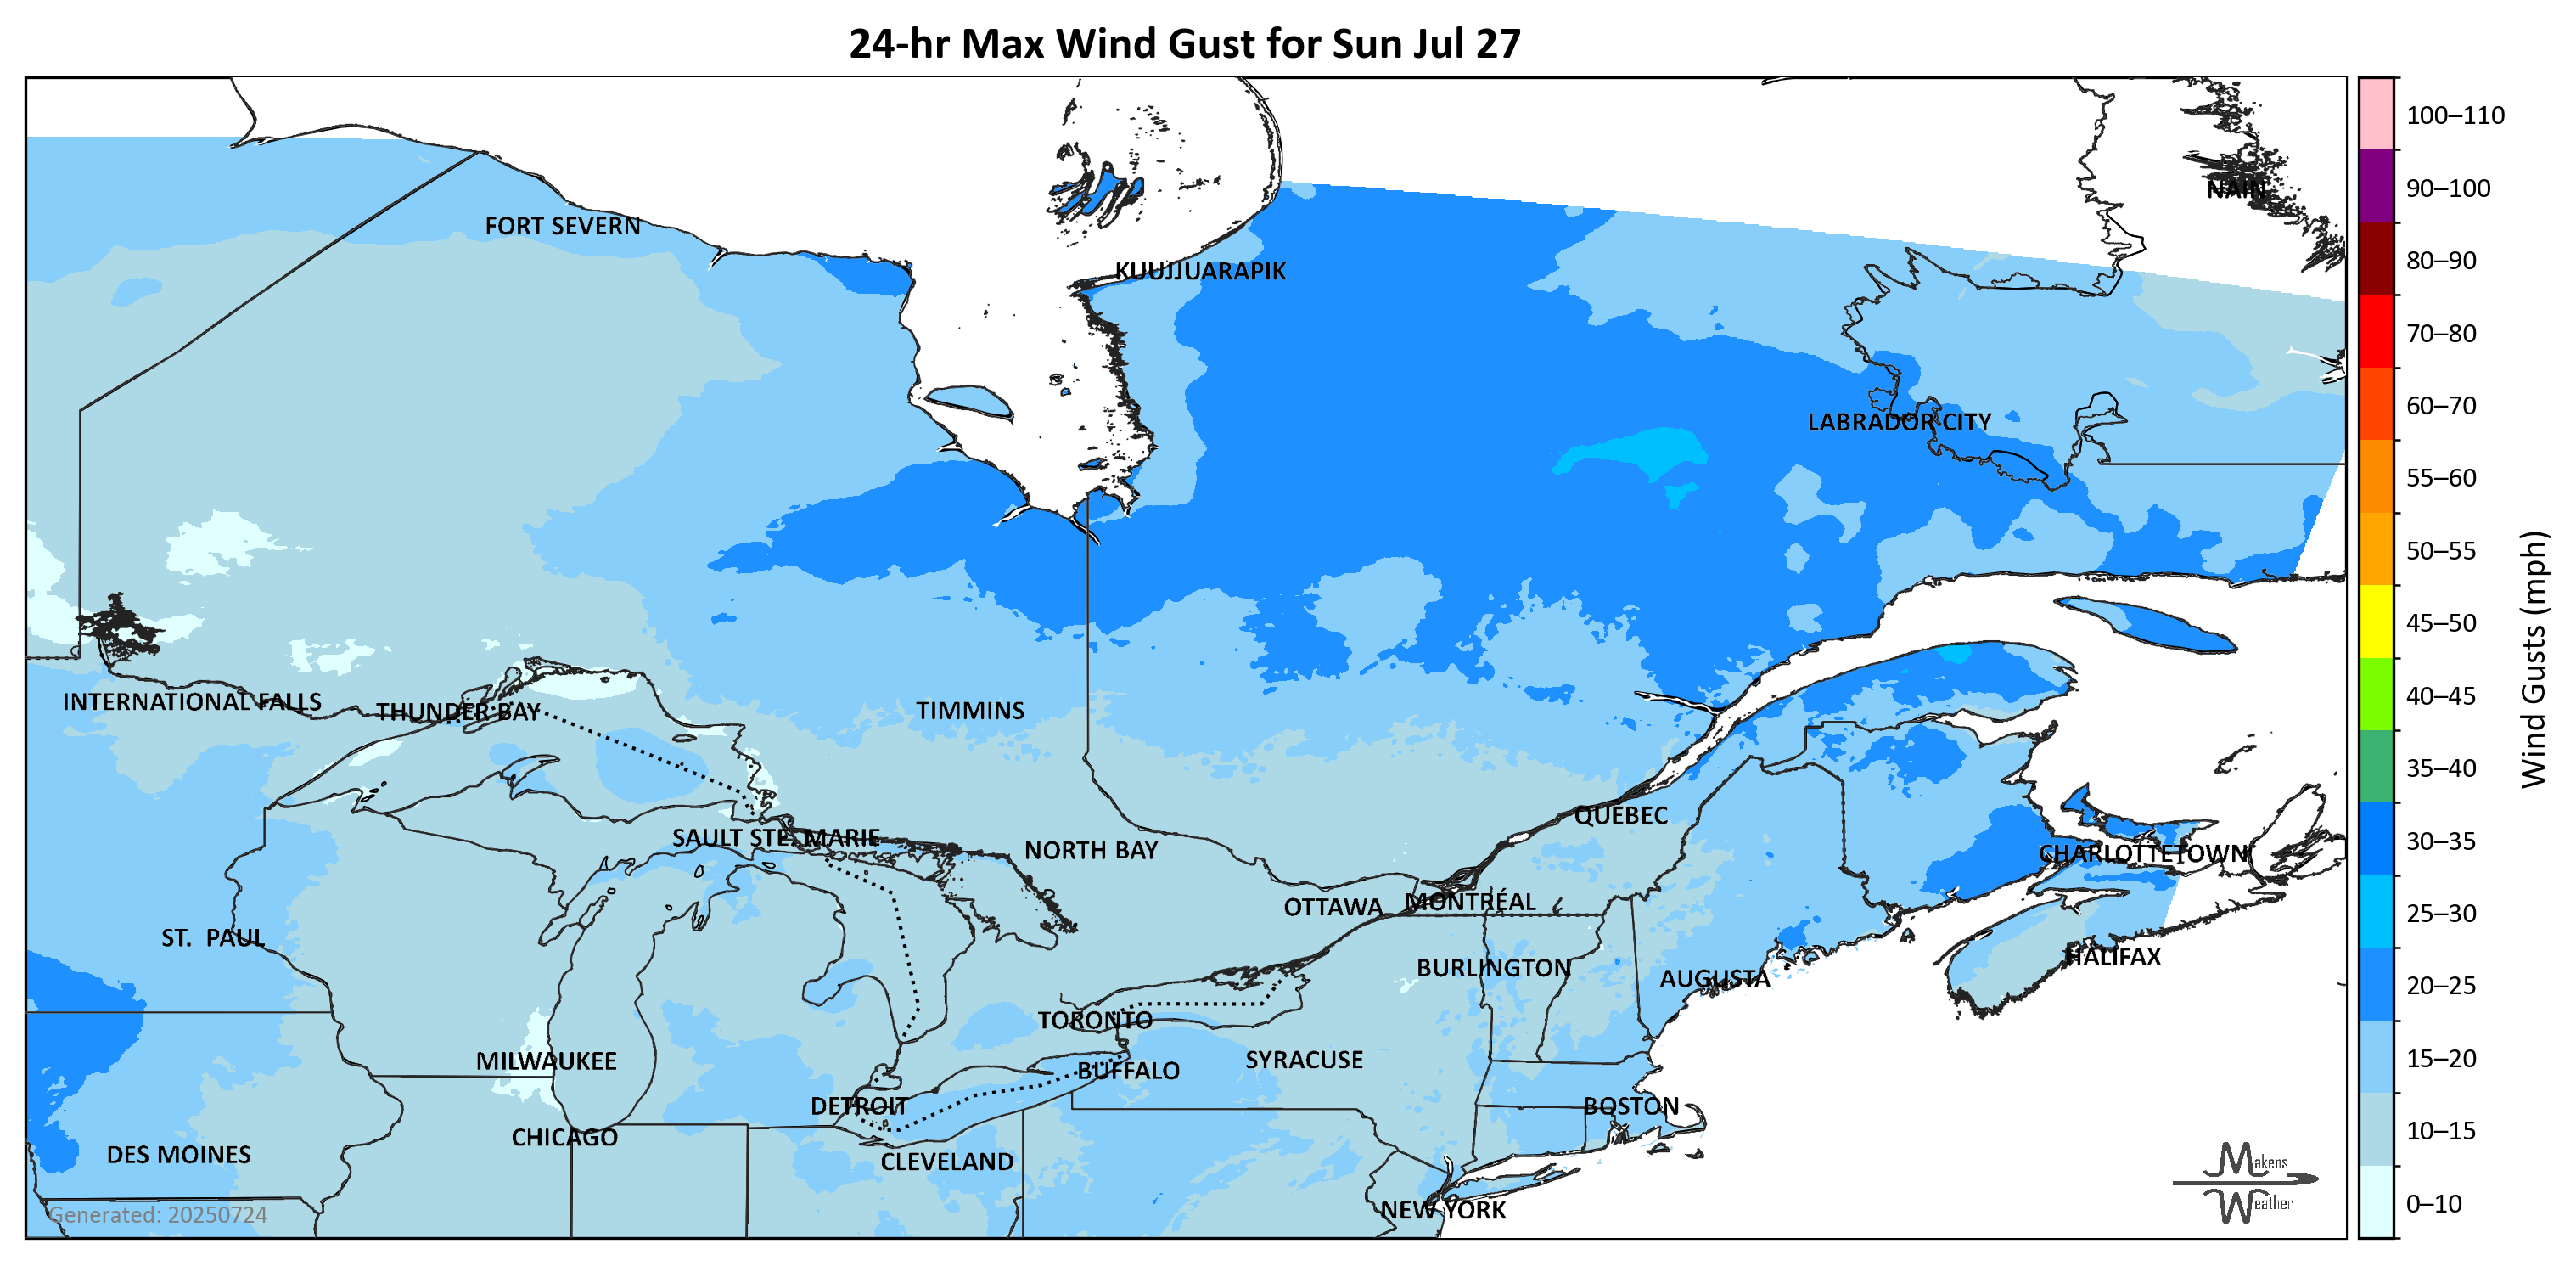 24-hr Max Wind Gust for Sun Jul 27
100–110
90–100
80–90
70–80
60–70
55–60
50–55
45–50
40–45
35–40
30–35
25–30
20–25
15–20
10–15
0–10
Wind Gusts (mph)
NAIN
FORT SEVERN
KUUJJUARAPIK
LABRADOR CITY
INTERNATIONAL FALLS
THUNDER BAY
TIMMINS
QUÉBEC
SAULT STE. MARIE
NORTH BAY
CHARLOTTETOWN
OTTAWA
MONTRÉAL
ST. PAUL
BURLINGTON
AUGUSTA
HALIFAX
TORONTO
MILWAUKEE
BUFFALO
SYRACUSE
DETROIT
BOSTON
CHICAGO
DES MOINES
CLEVELAND
NEW YORK
Generated: 20250724
Makens
Weather